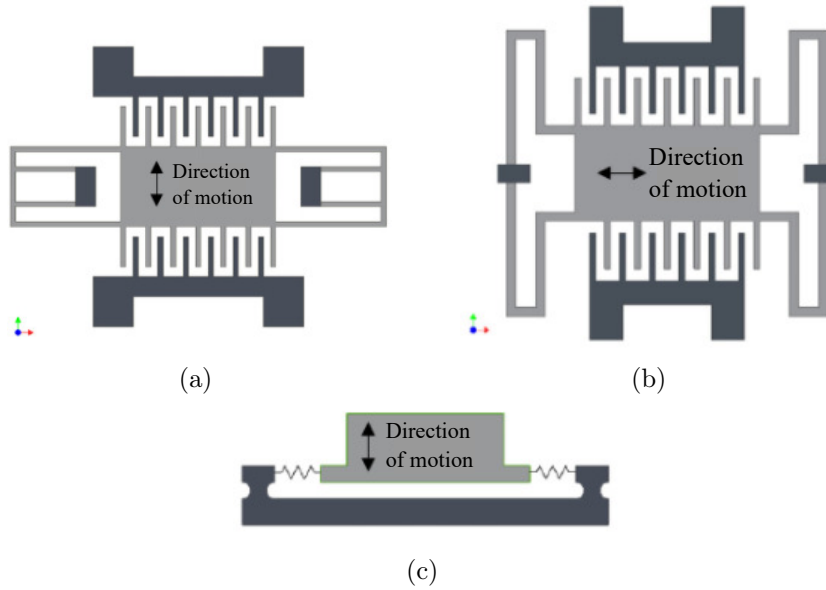 Direction
of motion
Direction
of motion
(a)
(b)
Direction
of motion
(c)